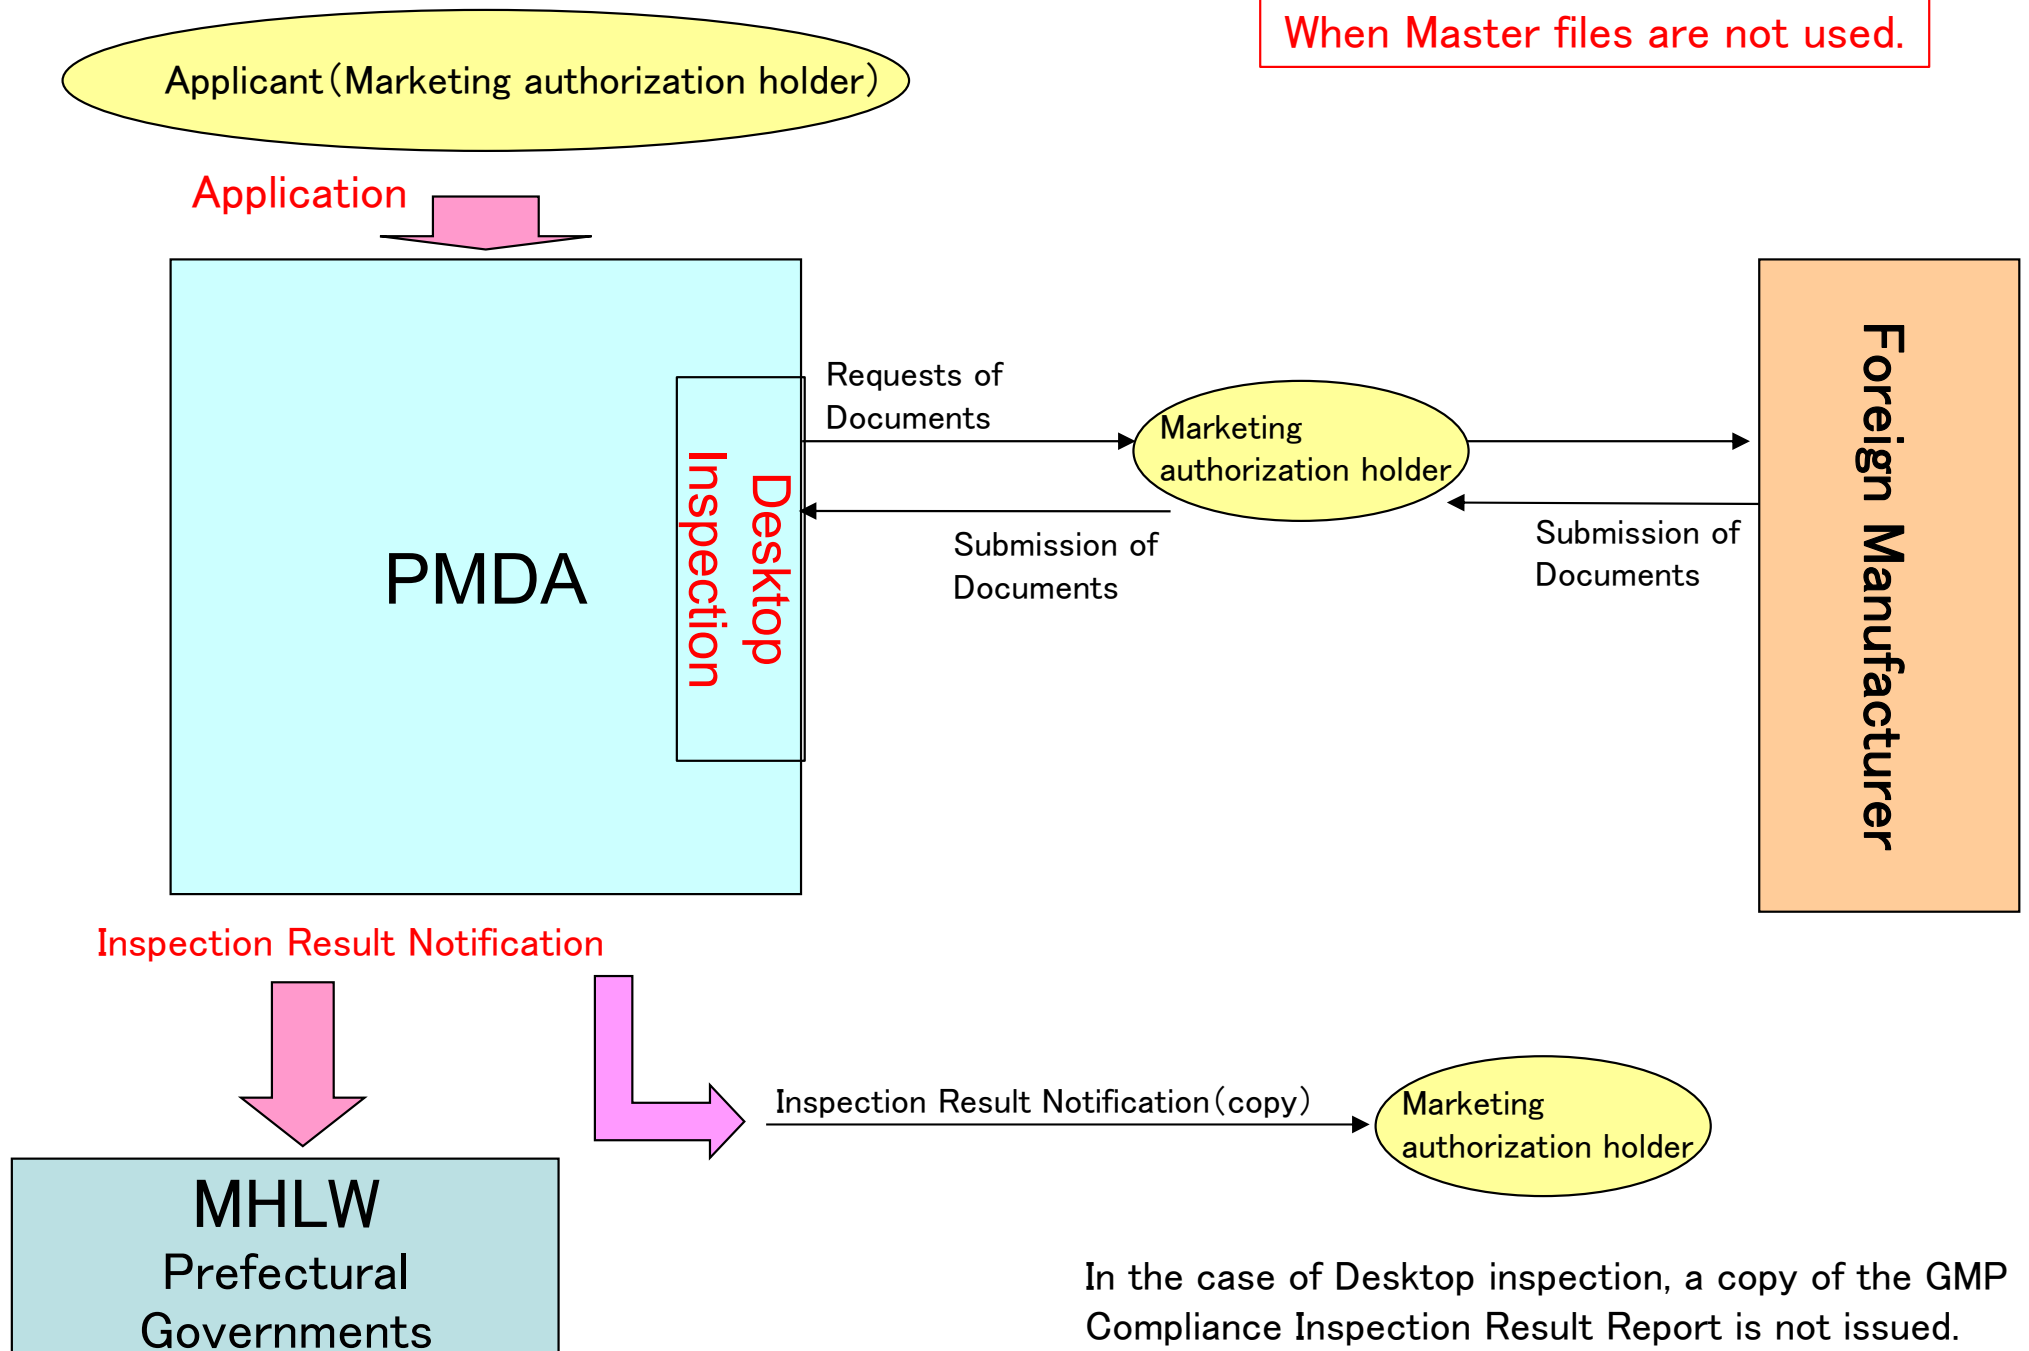 When Master files are not used.
Applicant(Marketing authorization holder)
Application
PMDA
Desktop
Inspection
Requests of
Documents
Marketing
authorization holder
Submission of
Documents
Submission of
Documents
Foreign Manufacturer
Inspection Result Notification
Inspection Result Notification(copy)
Marketing
authorization holder
MHLW
Prefectural
Governments
In the case of Desktop inspection, a copy of the GMP
Compliance Inspection Result Report is not issued.